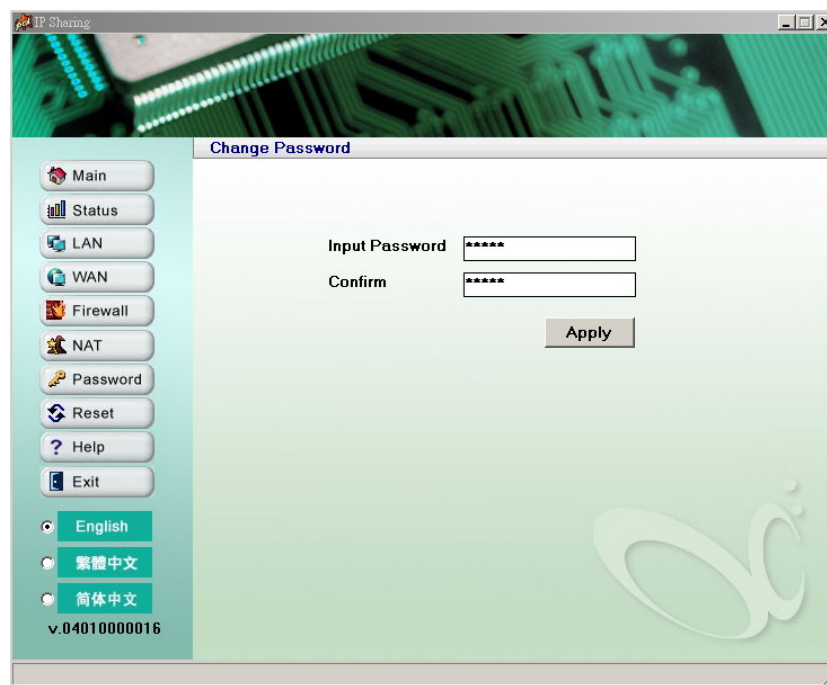 IP Sharing
Change Password
Main
Status
LAN
WAN
Firewall
NAT
Password
Reset
Help
Exit
English
繁體中文
简体中文
v.04010000016
Input Password *****
Confirm *****
Apply